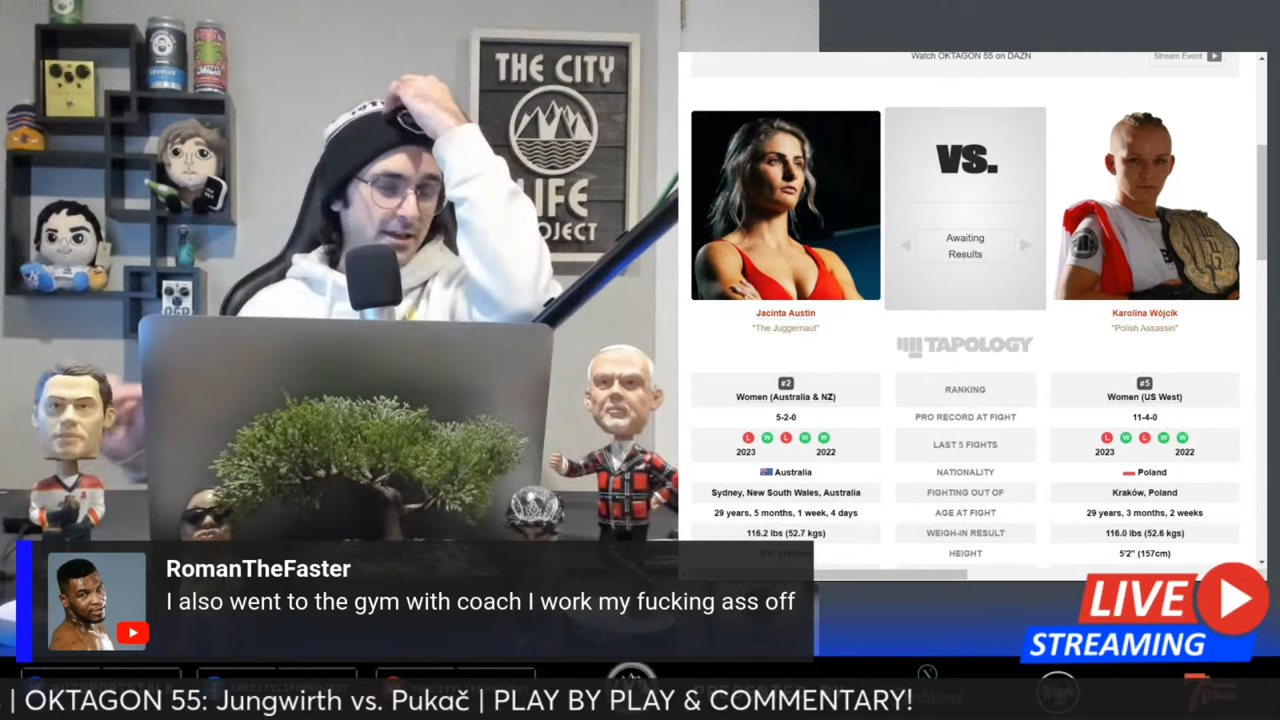 THE CITY
LIFE
PROJECT
Watch OKTAGON 55 on DAZN
Stream Event
VS.
Awaiting
Results
Jacinta Austin
"The Juggernaut"
Karolina Wójcik
"Polish Assassin"
TAPOLOGY
#2
Women (Australia & NZ)
RANKING
#5
Women (US West)
5-2-0
PRO RECORD AT FIGHT
11-4-0
L W L W W
2023 2022
LAST 5 FIGHTS
L W L W W
2023 2022
Australia
NATIONALITY
Poland
Sydney, New South Wales, Australia
FIGHTING OUT OF
Kraków, Poland
29 years, 5 months, 1 week, 4 days
AGE AT FIGHT
29 years, 3 months, 2 weeks
116.2 lbs (52.7 kgs)
WEIGH-IN RESULT
116.0 lbs (52.6 kgs)
HEIGHT
5'2" (157cm)
RomanTheFaster
I also went to the gym with coach I work my fucking ass off
LIVE
STREAMING
| OKTAGON 55: Jungwirth vs. Pukač | PLAY BY PLAY & COMMENTARY!